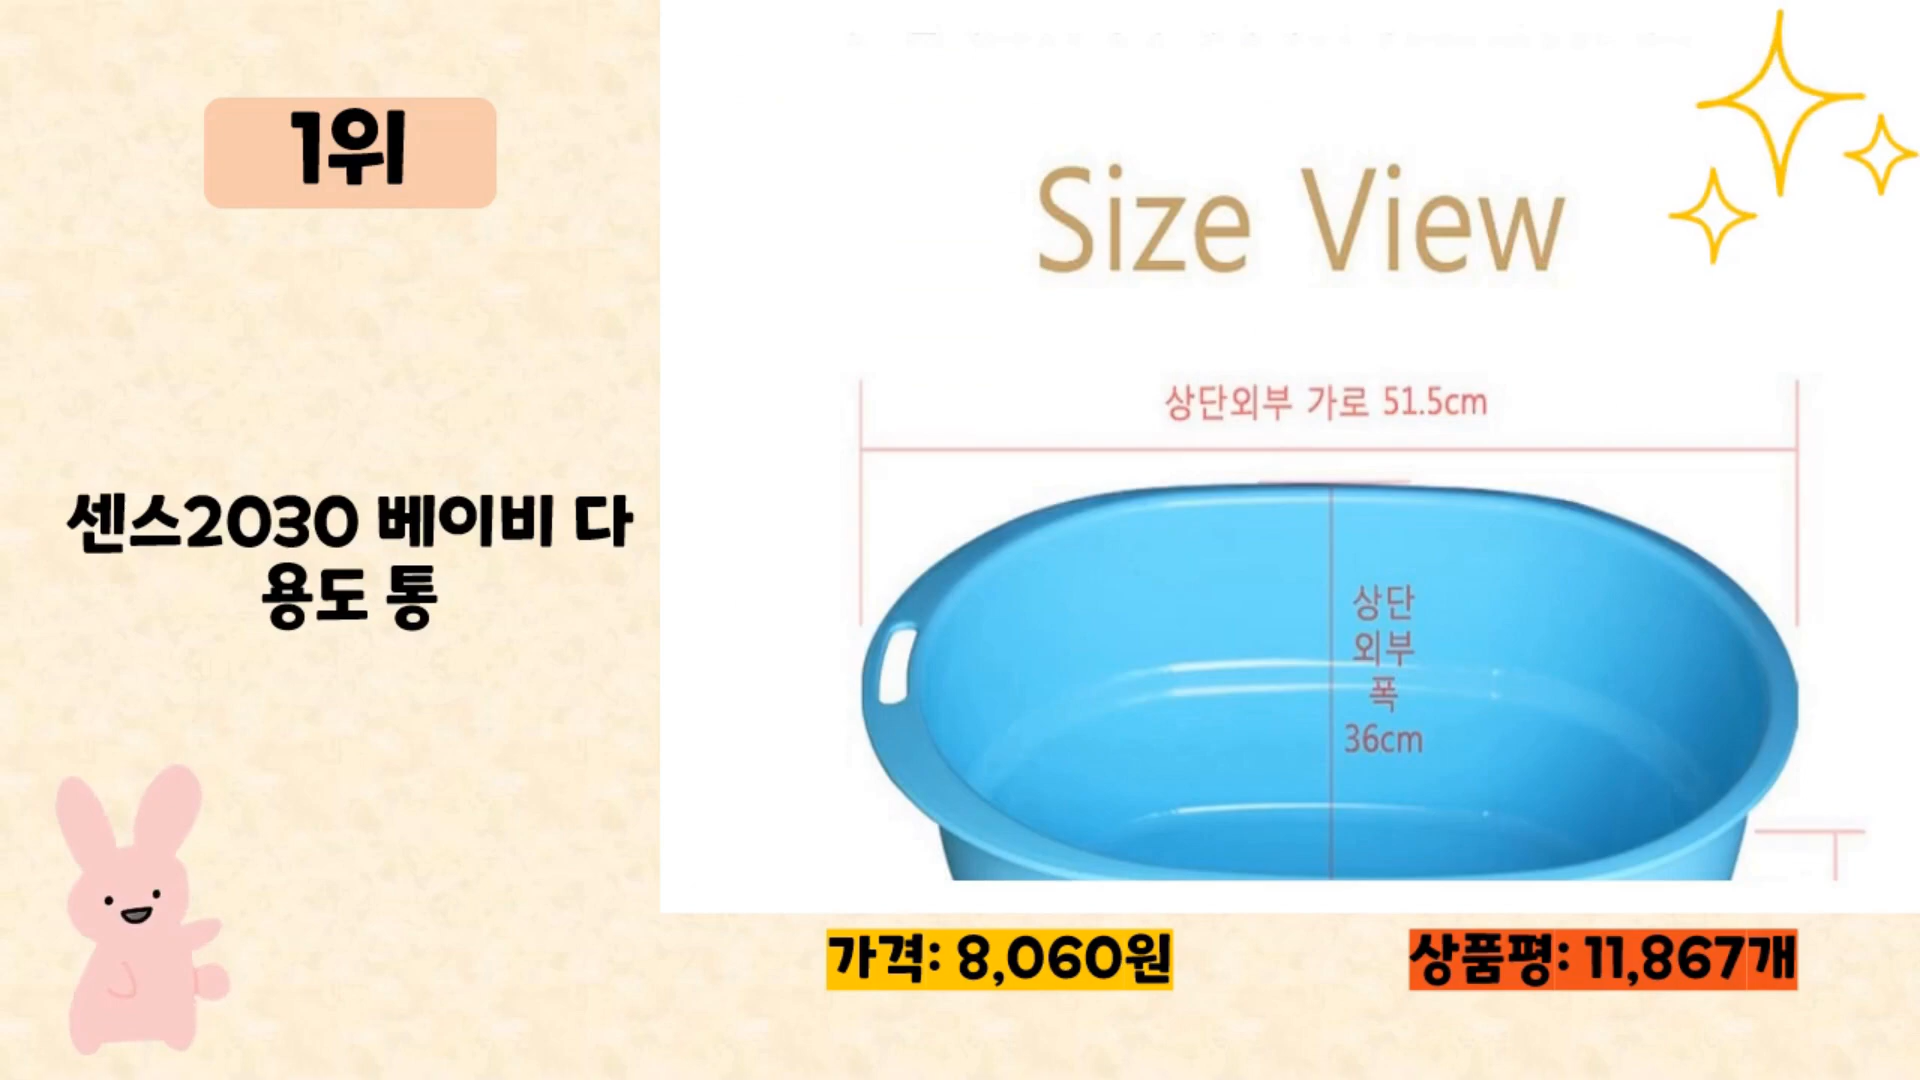 1위
센스2030 베이비 다
용도 통
Size View
상단외부 가로 51.5cm
상단
외부
폭
36cm
가격: 8,060원
상품평: 11,867개